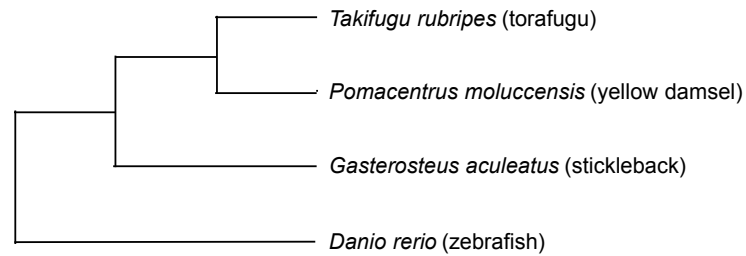 Takifugu rubripes (torafugu)
Pomacentrus moluccensis (yellow damsel)
Gasterosteus aculeatus (stickleback)
Danio rerio (zebrafish)